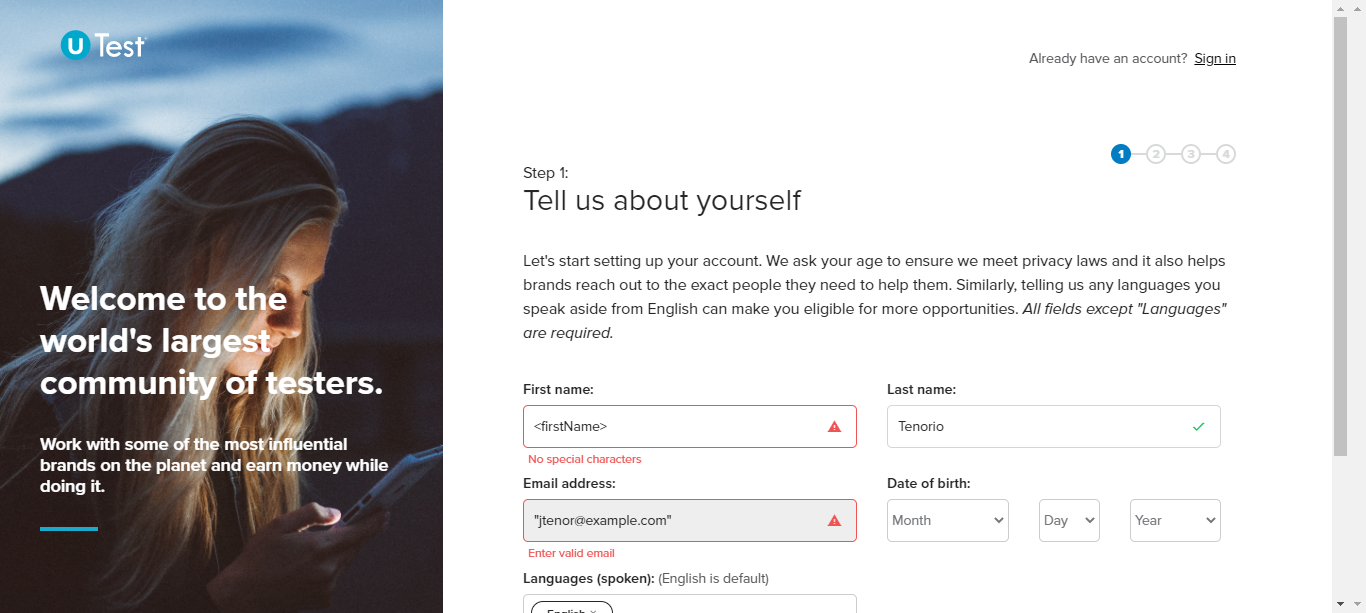 U Test
Already have an account? Sign in
1 2 3 4
Step 1:
Tell us about yourself
Let's start setting up your account. We ask your age to ensure we meet privacy laws and it also helps
brands reach out to the exact people they need to help them. Similarly, telling us any languages you
speak aside from English can make you eligible for more opportunities. All fields except "Languages"
are required.
Welcome to the
world's largest
community of testers.
Work with some of the most influential
brands on the planet and earn money while
doing it.
First name: Last name:
<firstName> Tenorio
No special characters
Email address: Date of birth:
"jtenor@example.com" Month Day Year
Enter valid email
Languages (spoken): (English is default)
English ×